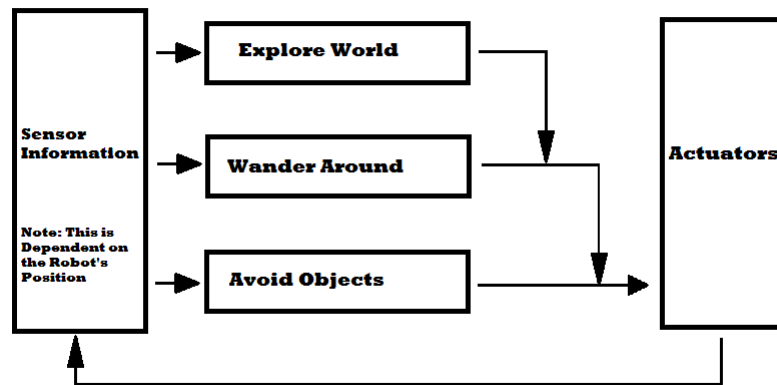 Sensor
Information
Note: This is
Dependent on
the Robot's
Position
Explore World
Wander Around
Avoid Objects
Actuators